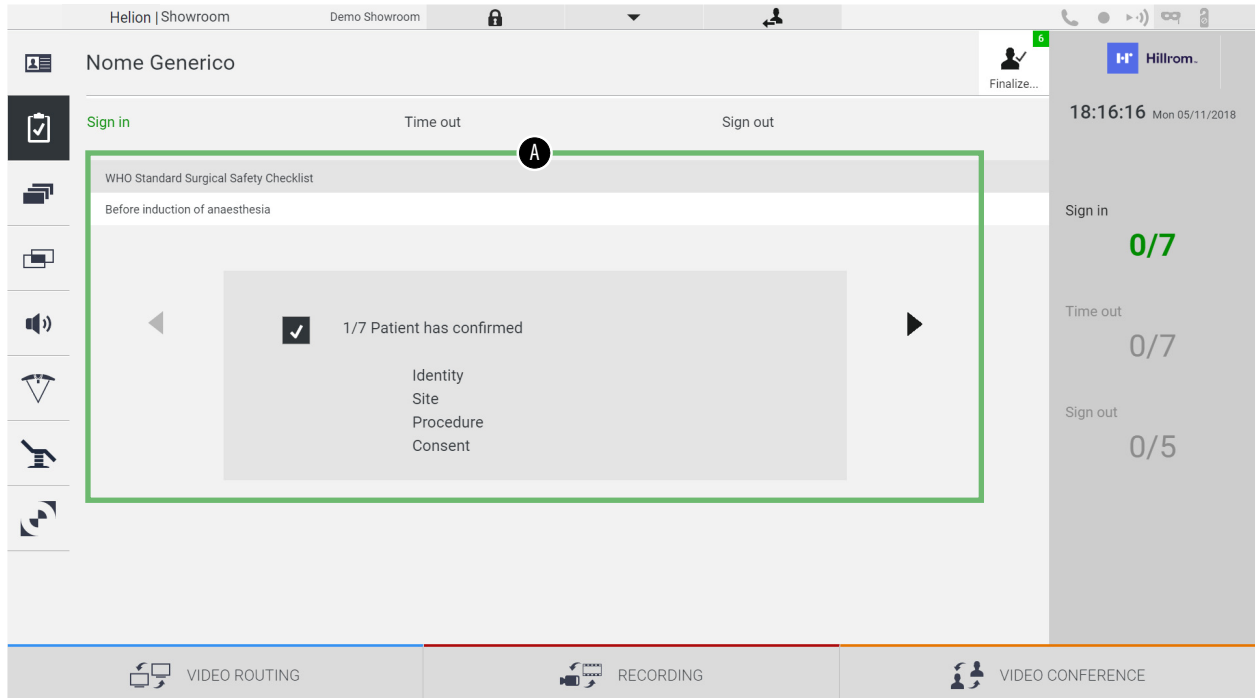 Helion | Showroom
Demo Showroom
Nome Generico
6
Finalize...
Hillrom™
18:16:16 Mon 05/11/2018
Sign in
Time out
Sign out
A
WHO Standard Surgical Safety Checklist
Before induction of anaesthesia
1/7 Patient has confirmed
Identity
Site
Procedure
Consent
Sign in
0/7
Time out
0/7
Sign out
0/5
VIDEO ROUTING
RECORDING
VIDEO CONFERENCE